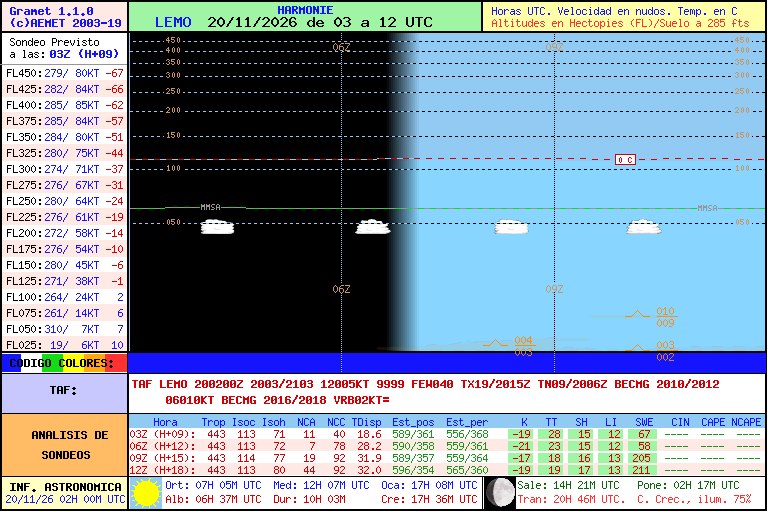 Gramet 1.1.0
(c)AEMET 2003-19
HARMONIE
LEMO 20/11/2026 de 03 a 12 UTC
Horas UTC. Velocidad en nudos. Temp. en C
Altitudes en Hectopies (FL)/Suelo a 285 fts
Sondeo Previsto
a las: 03Z (H+09)
FL450: 279/ 80KT -67
FL425: 282/ 84KT -66
FL400: 285/ 85KT -62
FL375: 285/ 84KT -57
FL350: 284/ 80KT -51
FL325: 280/ 75KT -44
FL300: 274/ 71KT -37
FL275: 276/ 67KT -31
FL250: 280/ 64KT -24
FL225: 276/ 61KT -19
FL200: 272/ 58KT -14
FL175: 276/ 54KT -10
FL150: 280/ 45KT -6
FL125: 271/ 38KT -1
FL100: 264/ 24KT 2
FL075: 261/ 14KT 6
FL050: 310/ 7KT 7
FL025: 19/ 6KT 10
450 06Z 09Z 450
400 400
350 350
300 300
250 250
200 200
150 150
0 C
100 100
MMSA MMSA
050 050
06Z 09Z
010
009
004 003
003 002
CODIGO COLORES:
TAF:
TAF LEMO 200200Z 2003/2103 12005KT 9999 FEW040 TX19/2015Z TN09/2006Z BECMG 2010/2012
06010KT BECMG 2016/2018 VRB02KT=
ANALISIS DE
SONDEOS
Hora Trop Isoc Isoh NCA NCC TDisp Est_pos Est_per K TT SH LI SWE CIN CAPE NCAPE
03Z (H+09): 443 113 71 11 40 18.6 589/361 556/368 -19 28 15 15 67 ---- ---- ----
06Z (H+12): 442 113 72 7 78 28.2 590/358 559/361 -21 23 15 12 58 ---- ---- ----
09Z (H+15): 443 114 77 19 92 31.9 589/357 559/364 -17 18 16 13 205 ---- ---- ----
12Z (H+18): 443 113 80 44 92 32.0 596/354 565/360 -19 19 17 13 211 ---- ---- ----
INF. ASTRONOMICA
20/11/26 02H 00M UTC
Ort: 07H 05M UTC Med: 12H 07M UTC Oca: 17H 08M UTC
Alb: 06H 37M UTC Dur: 10H 03M Cre: 17H 36M UTC
Sale: 14H 21M UTC Pone: 02H 17M UTC
Tran: 20H 46M UTC. C. Crec., ilum. 75%